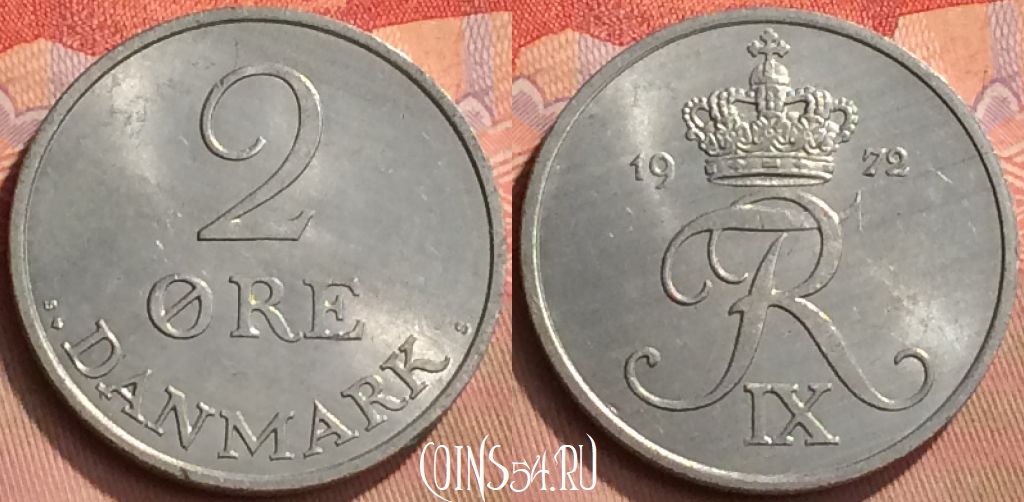 2
ØRE
S • DANMARK S
19 72
FR
IX
COINS54.RU